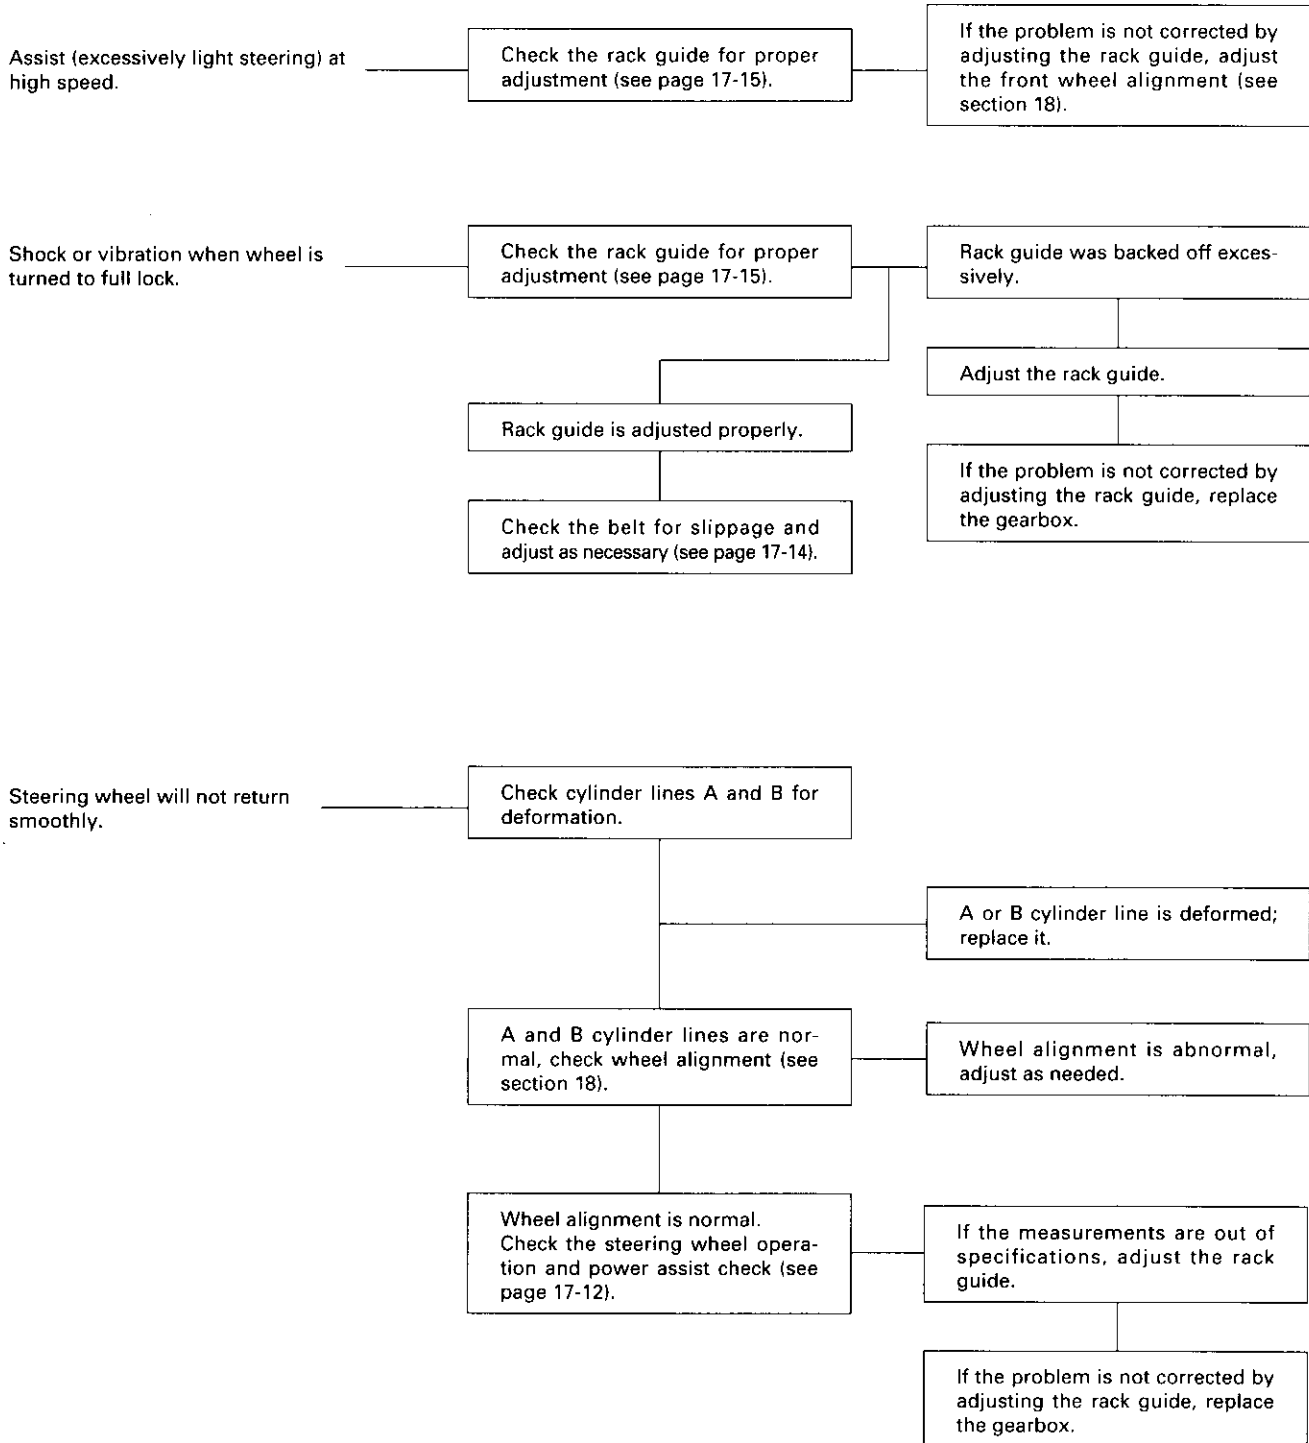 Assist (excessively light steering) at
high speed.
Check the rack guide for proper
adjustment (see page 17-15).
If the problem is not corrected by
adjusting the rack guide, adjust
the front wheel alignment (see
section 18).
Shock or vibration when wheel is
turned to full lock.
Check the rack guide for proper
adjustment (see page 17-15).
Rack guide was backed off exces-
sively.
Adjust the rack guide.
If the problem is not corrected by
adjusting the rack guide, replace
the gearbox.
Rack guide is adjusted properly.
Check the belt for slippage and
adjust as necessary (see page 17-14).
Steering wheel will not return
smoothly.
Check cylinder lines A and B for
deformation.
A or B cylinder line is deformed;
replace it.
A and B cylinder lines are nor-
mal, check wheel alignment (see
section 18).
Wheel alignment is abnormal,
adjust as needed.
Wheel alignment is normal.
Check the steering wheel opera-
tion and power assist check (see
page 17-12).
If the measurements are out of
specifications, adjust the rack
guide.
If the problem is not corrected by
adjusting the rack guide, replace
the gearbox.